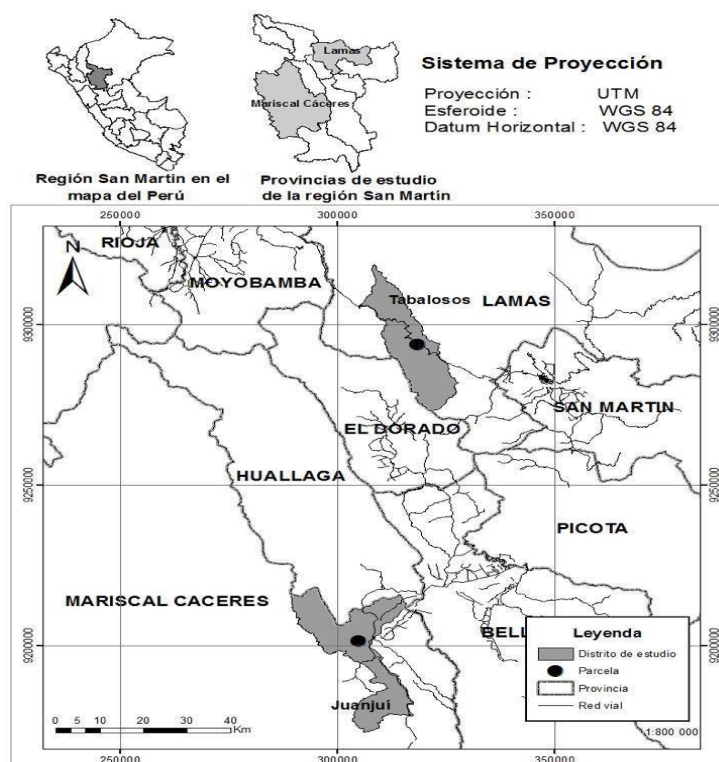 Lamas
Mariscal Cáceres
Sistema de Proyección
Proyección : UTM
Esferoide : WGS 84
Datum Horizontal : WGS 84
Región San Martin en el
mapa del Perú
Provincias de estudio
de la región San Martín
250000 300000 350000
RIOJA
N
MOYOBAMBA
Tabalosos
LAMAS
9300000 9300000
SAN MARTIN
EL DORADO
HUALLAGA
9250000 9250000
PICOTA
MARISCAL CACERES
BELL
9200000 9200000
Leyenda
Distrito de estudio
Parcela
Provincia
Red vial
Juanjuí
0 5 10 20 30 40
Km
1:800 000
250000 300000 350000